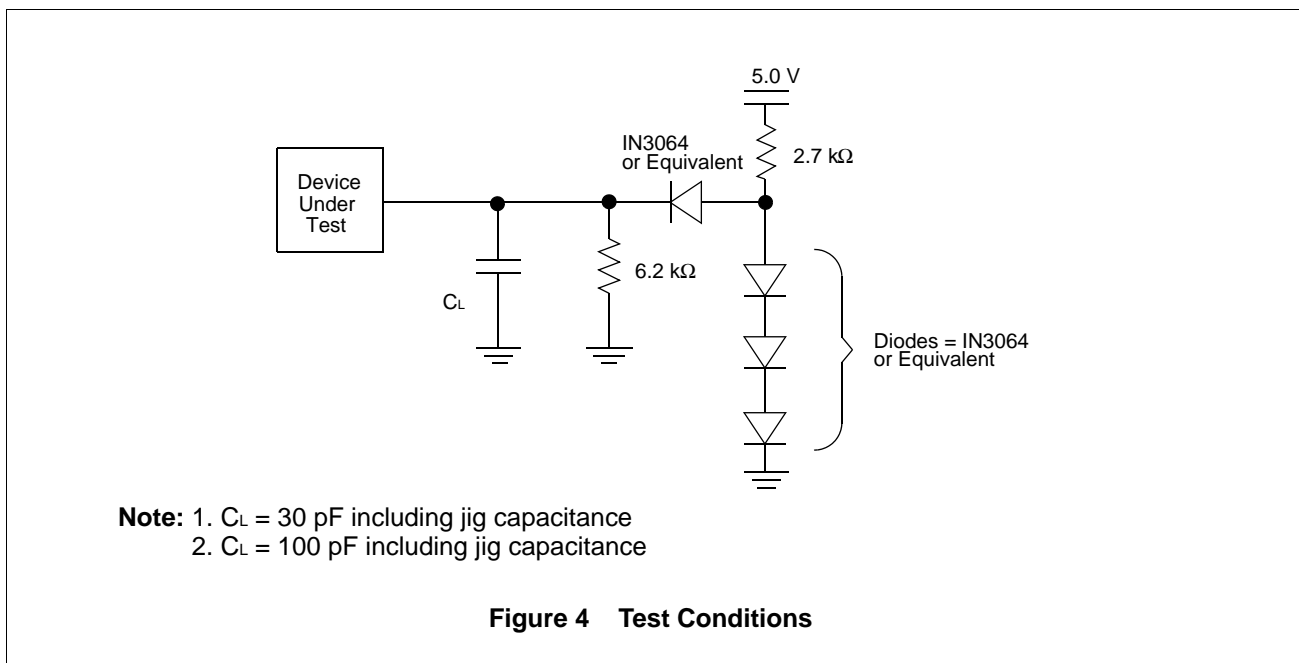 5.0 V
IN3064
or Equivalent
2.7 kΩ
Device
Under
Test
6.2 kΩ
CL
Diodes = IN3064
or Equivalent
Note: 1. CL = 30 pF including jig capacitance
2. CL = 100 pF including jig capacitance
Figure 4 Test Conditions